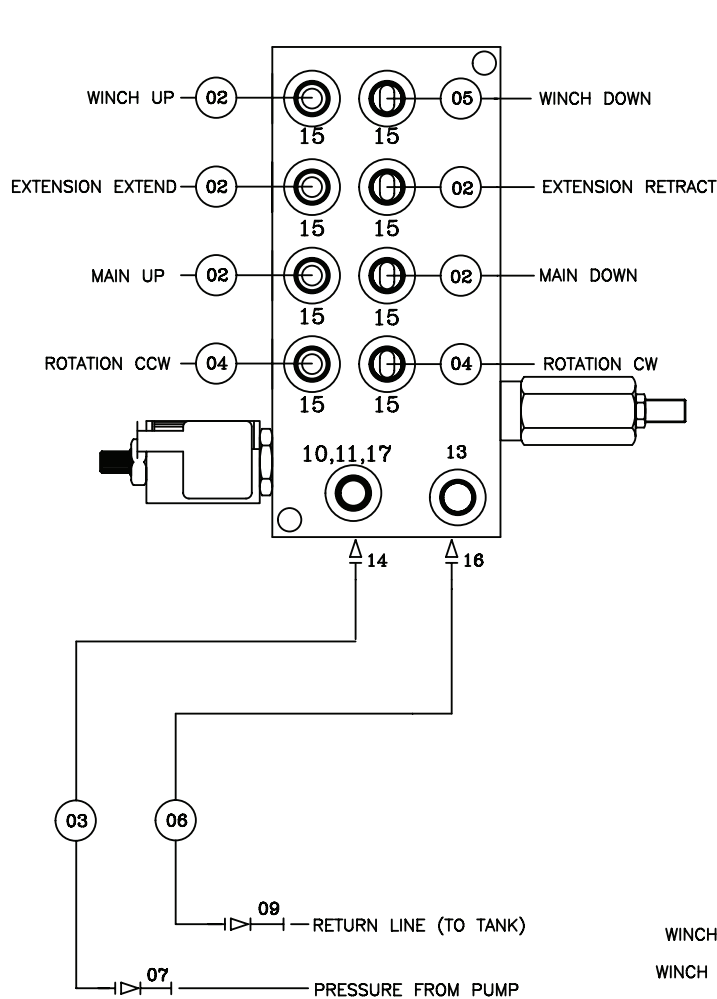 WINCH UP 02 05 WINCH DOWN
15 15
EXTENSION EXTEND 02 02 EXTENSION RETRACT
15 15
MAIN UP 02 02 MAIN DOWN
15 15
ROTATION CCW 04 04 ROTATION CW
15 15
10,11,17 13
14 16
03 06
09
RETURN LINE (TO TANK)
WINCH
07
WINCH
PRESSURE FROM PUMP